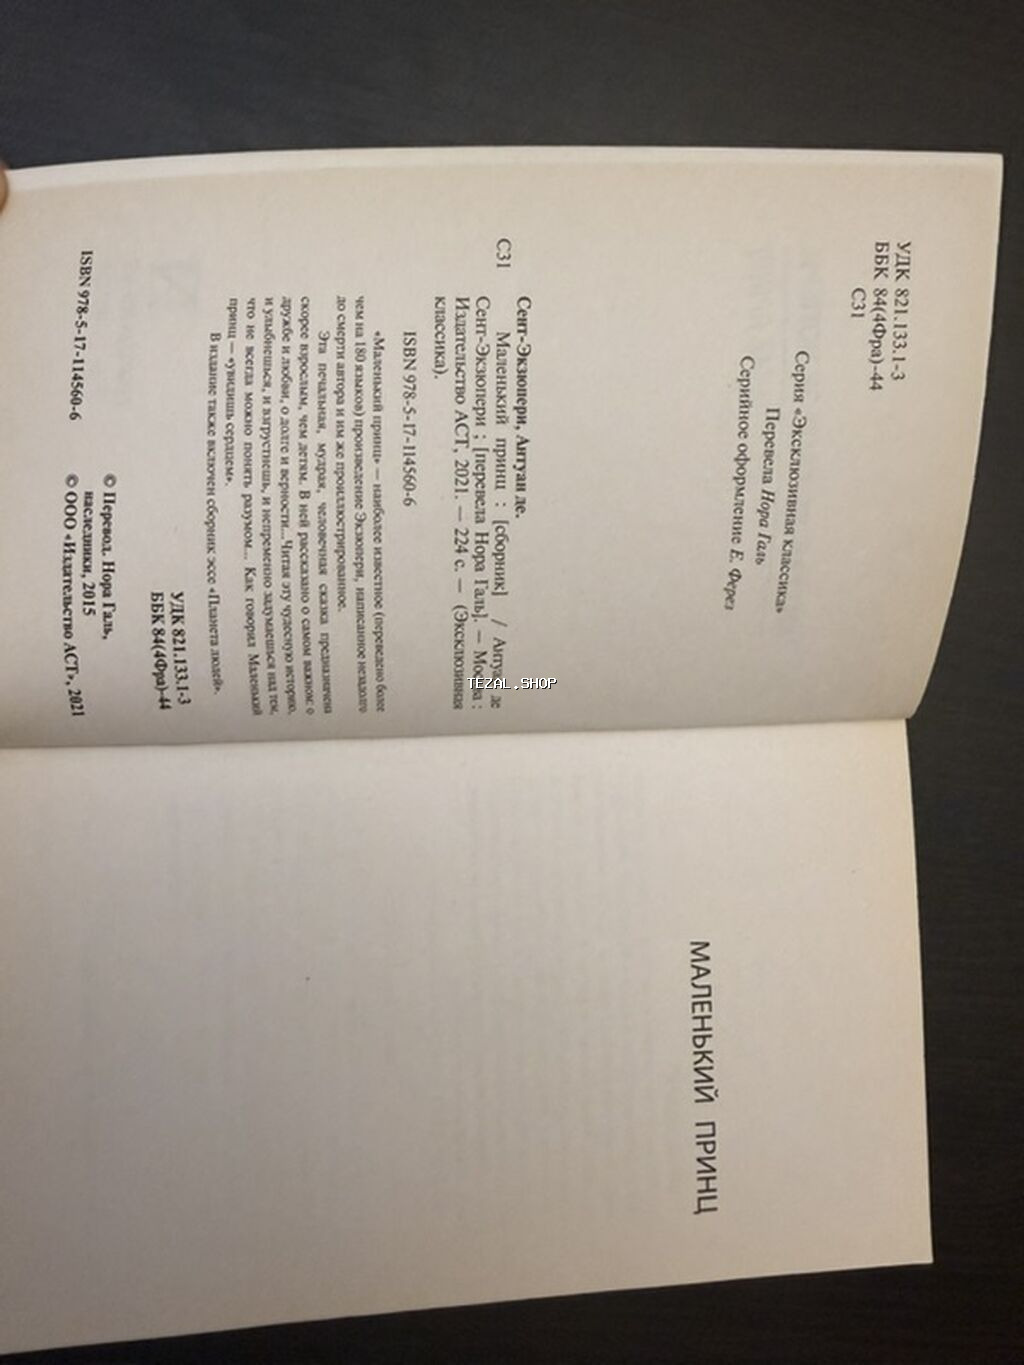 УДК 821.133.1-3
ББК 84(4Фра)-44
С31
Серия «Эксклюзивная классика»
Перевела Нора Галь
Серийное оформление Е. Ферез
Сент-Экзюпери, Антуан де.
С31 Маленький принц : [сборник] / Антуан де
Сент-Экзюпери ; [перевела Нора Галь]. — Москва :
Издательство АСТ, 2021. — 224 с. — (Эксклюзивная
классика).
ISBN 978-5-17-114560-6
«Маленький принц» — наиболее известное (переведено более
чем на 180 языков) произведение Экзюпери, написанное незадолго
до смерти автора и им же проиллюстрированное.
Эта печальная, мудрая, человечная сказка предназначена
скорее взрослым, чем детям. В ней рассказано о самом важном: о
дружбе и любви, о долге и верности... Читая эту чудесную историю,
и улыбнешься, и взгрустнешь, и непременно задумаешься над тем,
что не всегда можно понять разумом... Как говорил Маленький
принц — «увидишь сердцем».
В издание также включен сборник эссе «Планета людей».
УДК 821.133.1-3
ББК 84(4Фра)-44
© Перевод. Нора Галь,
наследники, 2015
ISBN 978-5-17-114560-6 © ООО «Издательство АСТ», 2021
МАЛЕНЬКИЙ ПРИНЦ
TEZAL.SHOP